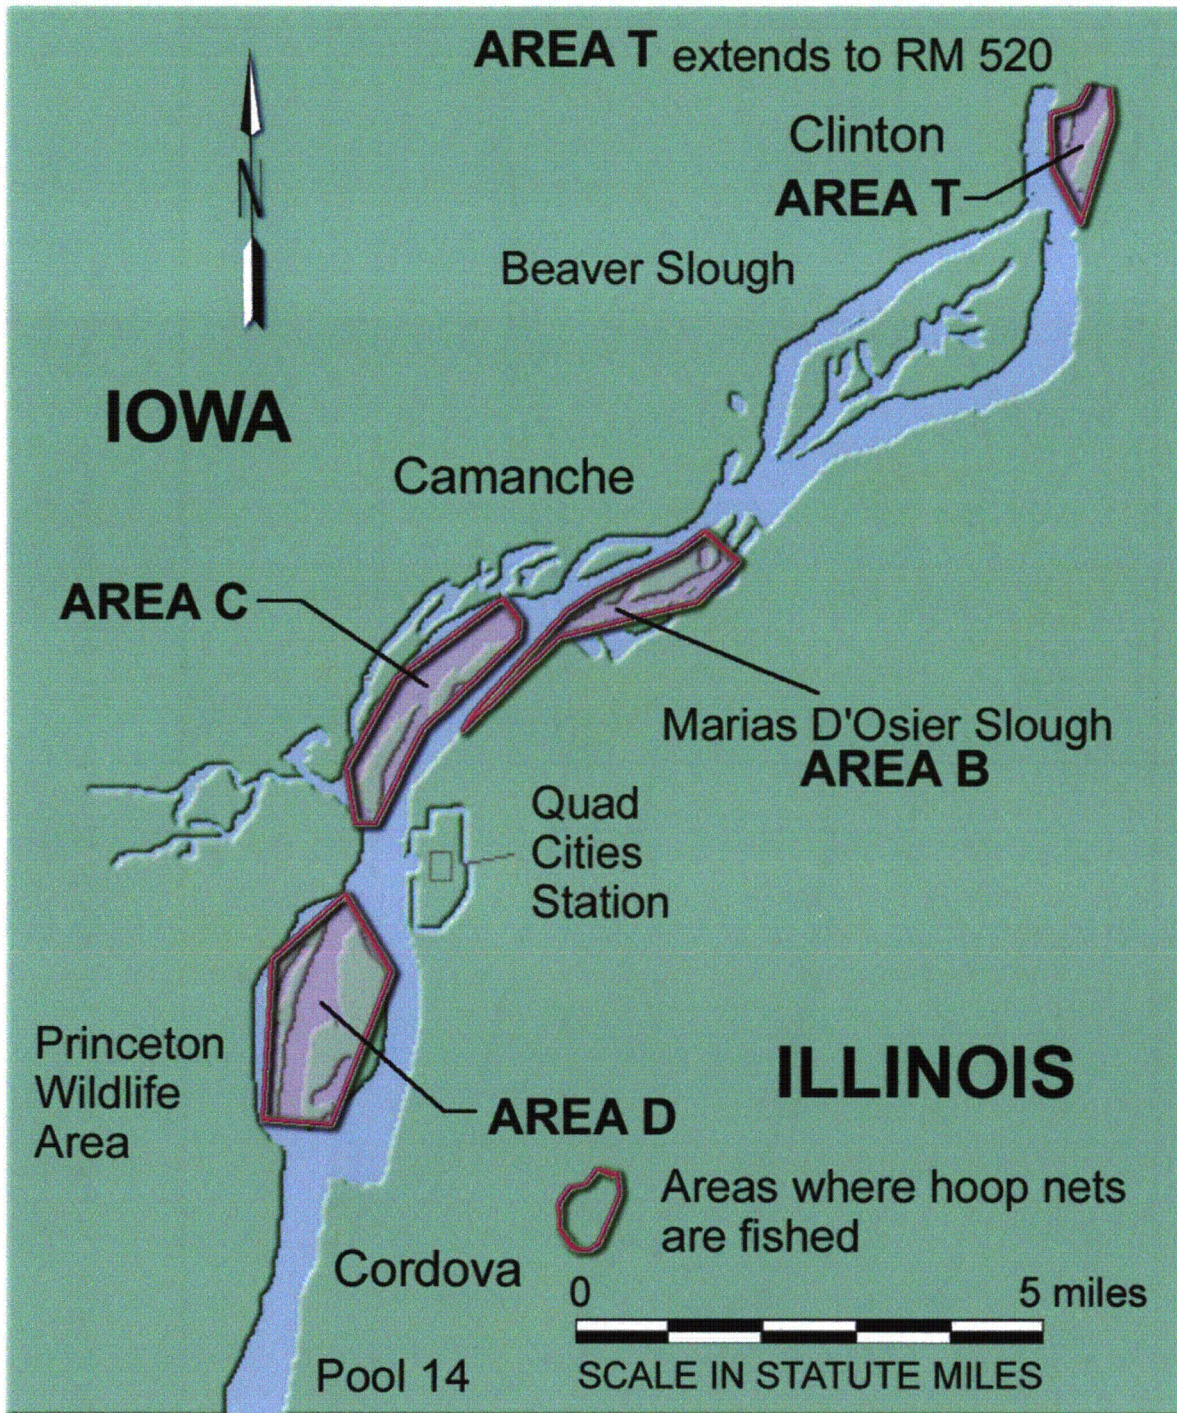 AREA T extends to RM 520
Clinton
AREA T
N
Beaver Slough
IOWA
Camanche
AREA C
Marias D'Osier Slough
AREA B
Quad
Cities
Station
Princeton
Wildlife
Area
ILLINOIS
AREA D
Areas where hoop nets
are fished
Cordova
0 5 miles
SCALE IN STATUTE MILES
Pool 14